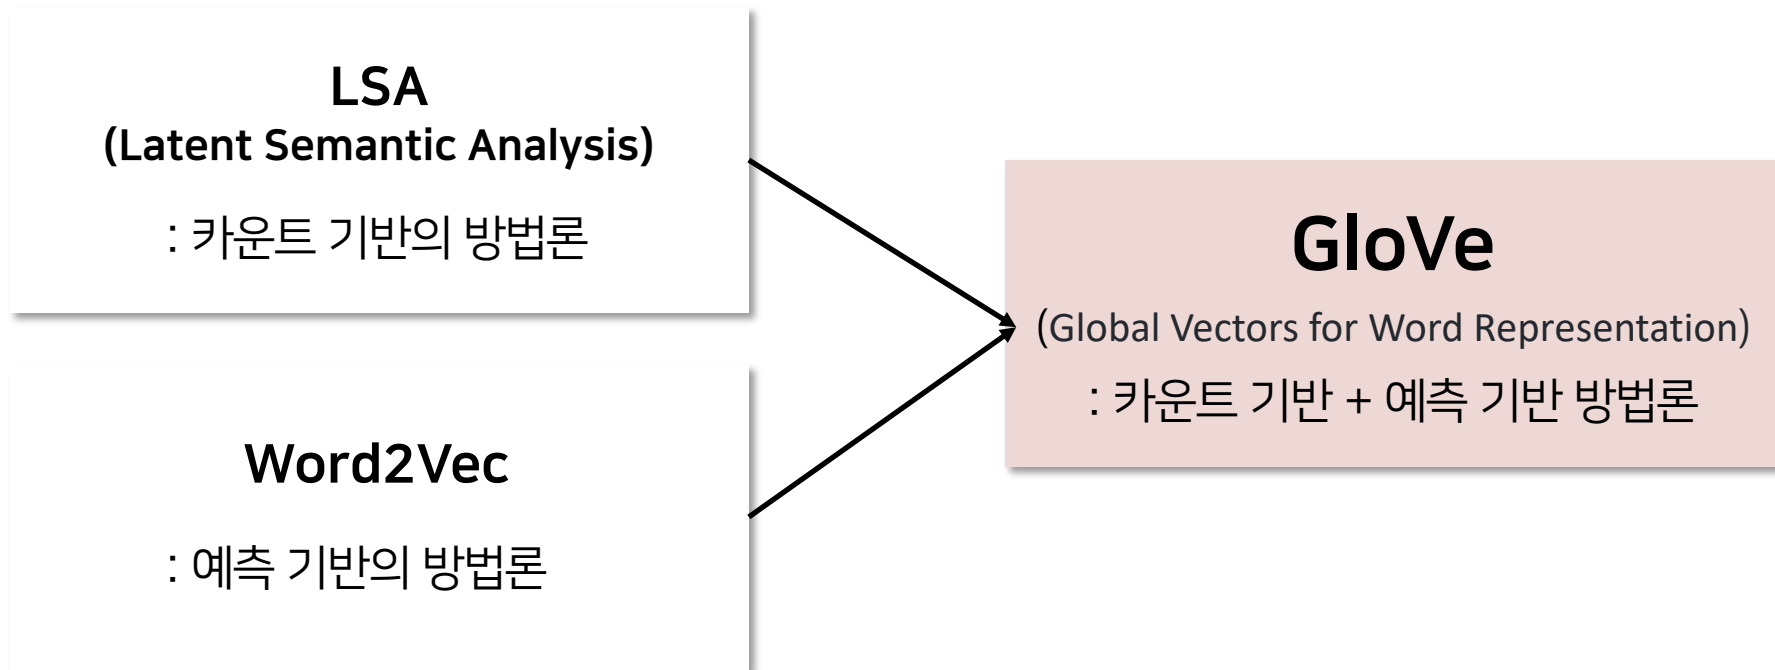 LSA
(Latent Semantic Analysis)
: 카운트 기반의 방법론
Word2Vec
: 예측 기반의 방법론
GloVe
(Global Vectors for Word Representation)
: 카운트 기반 + 예측 기반 방법론